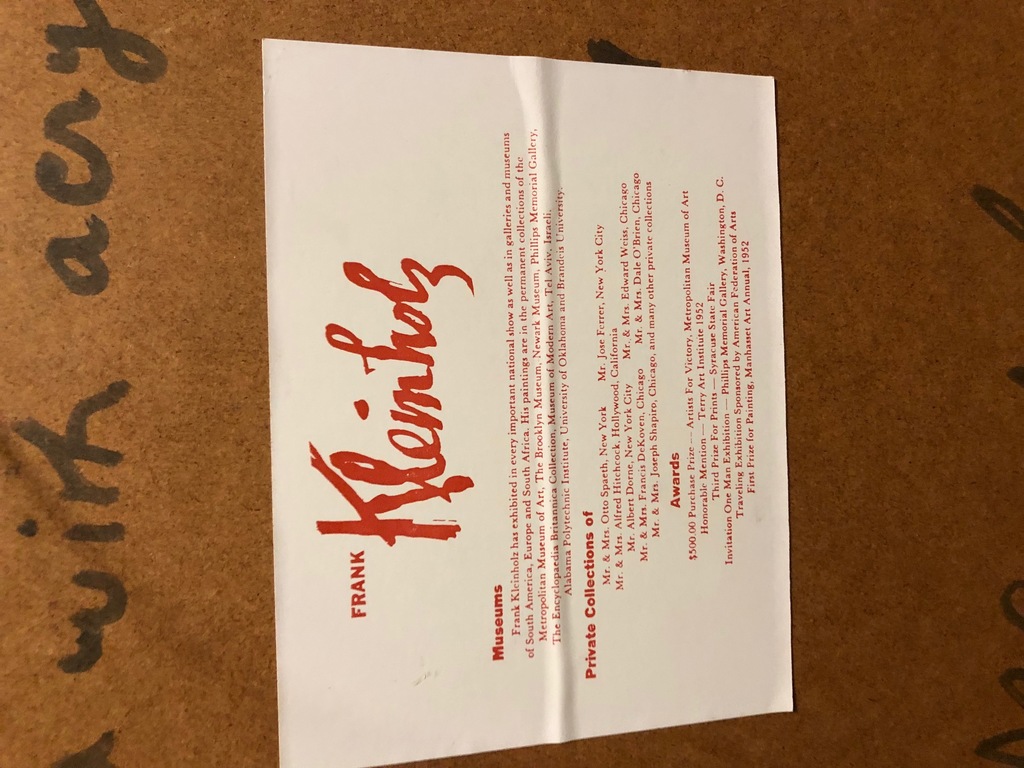 FRANK
Kleinholz
Museums
Frank Kleinholz has exhibited in every important national show as well as in galleries and museums
of South America, Europe and South Africa. His paintings are in the permanent collections of the
Metropolitan Museum of Art, The Brooklyn Museum, Newark Museum, Phillips Memorial Gallery,
The Encyclopaedia Britannica Collection, Museum of Modern Art, Tel Aviv, Israeli,
Alabama Polytechnic Institute, University of Oklahoma and Brandeis University.
Private Collections of
Mr. & Mrs. Otto Spaeth, New York Mr. Jose Ferrer, New York City
Mr. & Mrs. Alfred Hitchcock, Hollywood, California
Mr. Albert Dorne, New York City Mr. & Mrs. Edward Weiss, Chicago
Mr. & Mrs. Francis DeKoven, Chicago Mr. & Mrs. Dale O'Brien, Chicago
Mr. & Mrs. Joseph Shapiro, Chicago, and many other private collections
Awards
$500.00 Purchase Prize — Artists For Victory, Metropolitan Museum of Art
Honorable Mention — Terry Art Institute 1952
Third Prize For Prints — Syracuse State Fair
Invitation One Man Exhibition — Phillips Memorial Gallery, Washington, D. C.
Traveling Exhibition Sponsored by American Federation of Arts
First Prize for Painting, Manhasset Art Annual, 1952
with acry